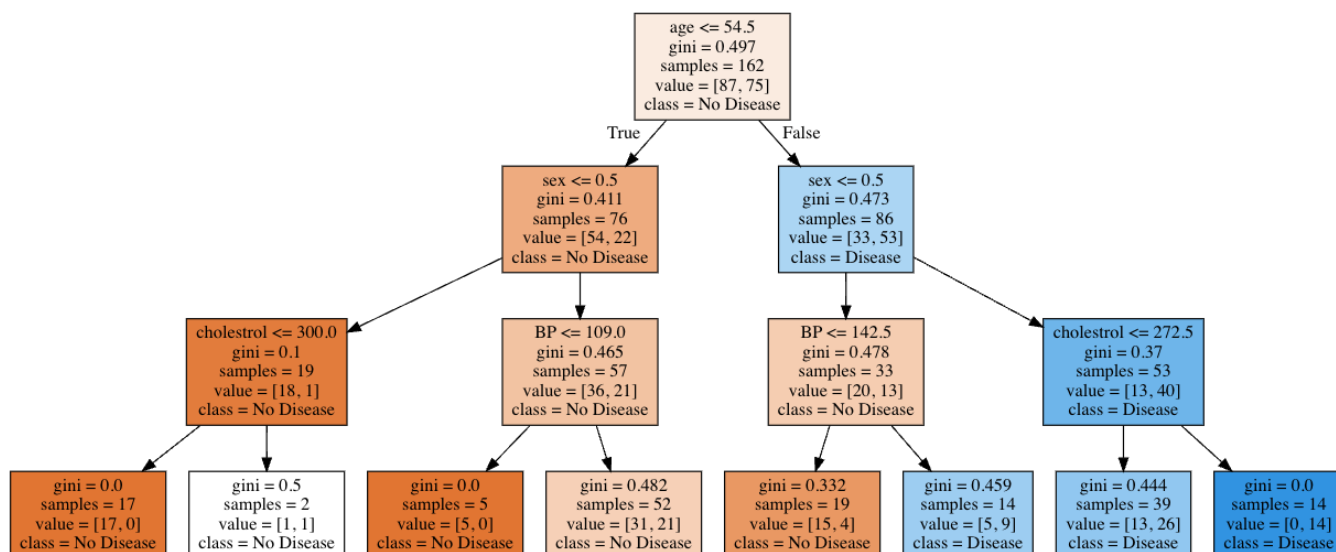 age <= 54.5
gini = 0.497
samples = 162
value = [87, 75]
class = No Disease
True
False
sex <= 0.5
gini = 0.411
samples = 76
value = [54, 22]
class = No Disease
sex <= 0.5
gini = 0.473
samples = 86
value = [33, 53]
class = Disease
cholestrol <= 300.0
gini = 0.1
samples = 19
value = [18, 1]
class = No Disease
BP <= 109.0
gini = 0.465
samples = 57
value = [36, 21]
class = No Disease
BP <= 142.5
gini = 0.478
samples = 33
value = [20, 13]
class = No Disease
cholestrol <= 272.5
gini = 0.37
samples = 53
value = [13, 40]
class = Disease
gini = 0.0
samples = 17
value = [17, 0]
class = No Disease
gini = 0.5
samples = 2
value = [1, 1]
class = No Disease
gini = 0.0
samples = 5
value = [5, 0]
class = No Disease
gini = 0.482
samples = 52
value = [31, 21]
class = No Disease
gini = 0.332
samples = 19
value = [15, 4]
class = No Disease
gini = 0.459
samples = 14
value = [5, 9]
class = Disease
gini = 0.444
samples = 39
value = [13, 26]
class = Disease
gini = 0.0
samples = 14
value = [0, 14]
class = Disease